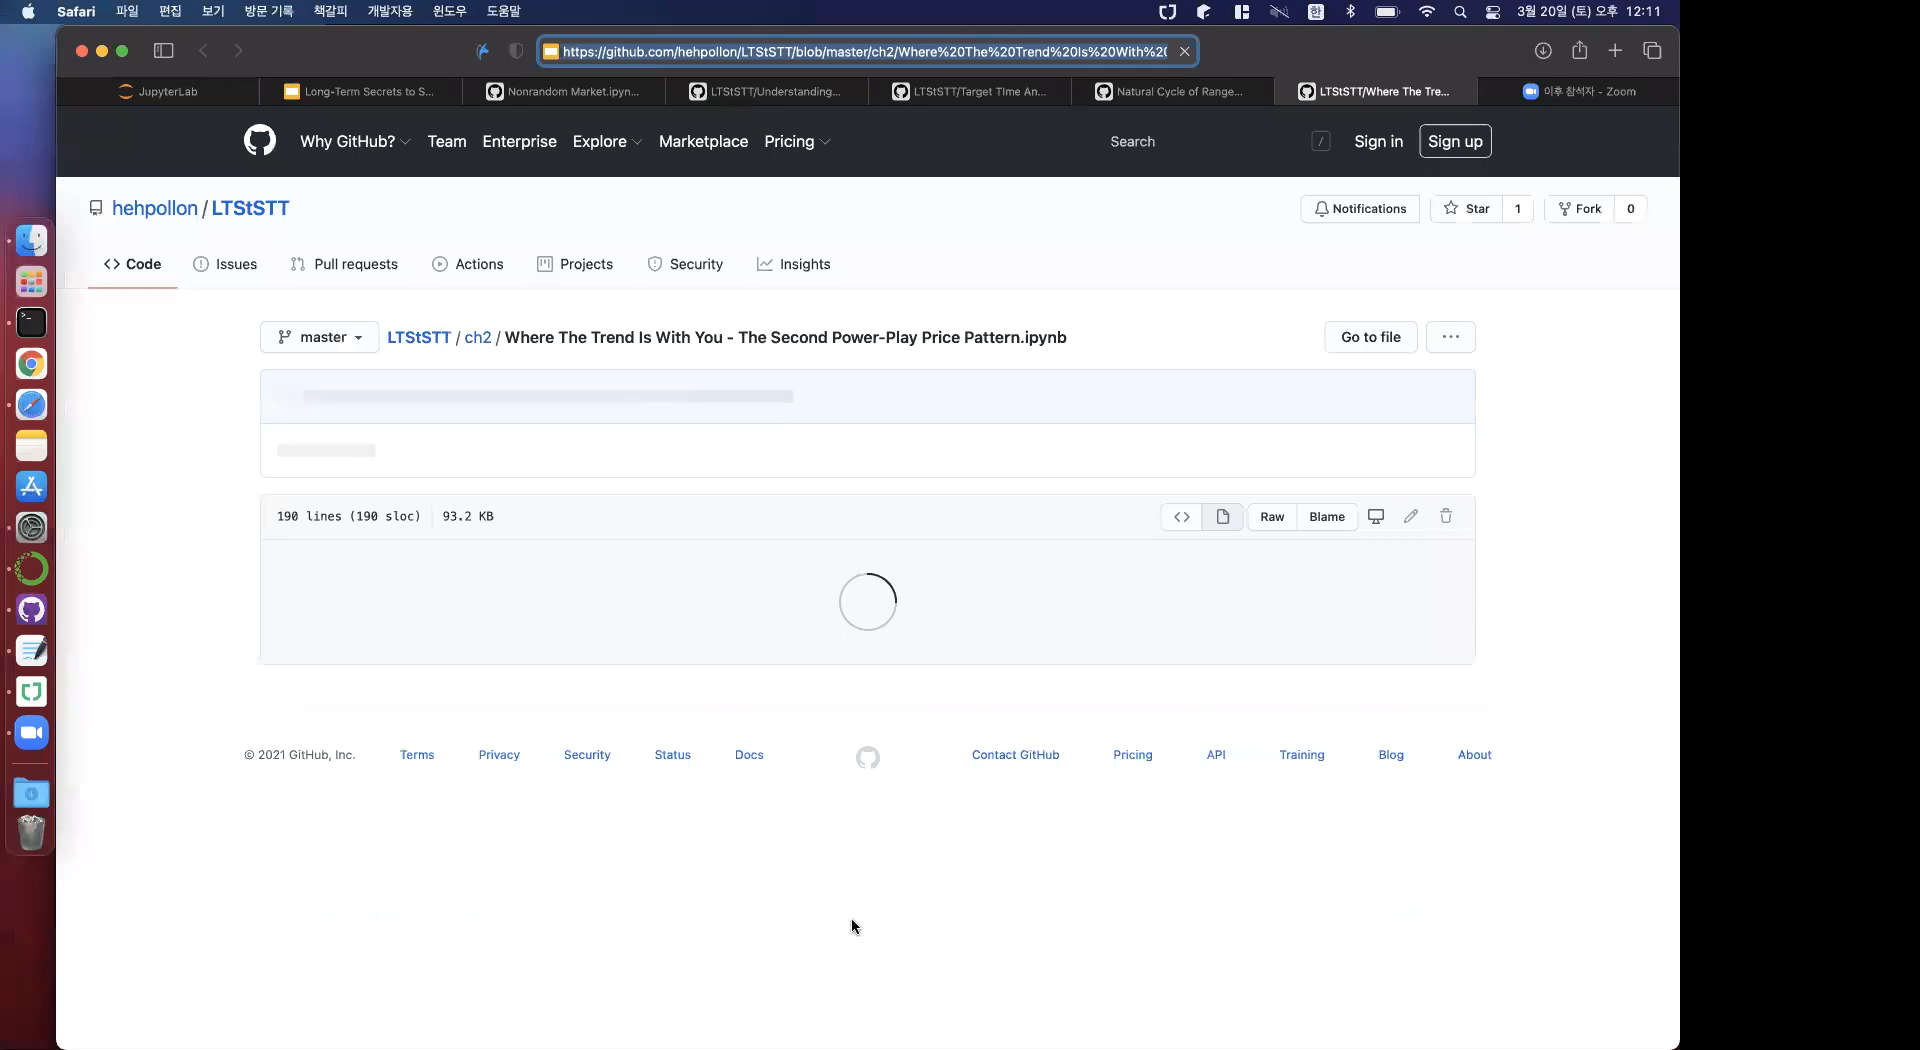 Safari 파일 편집 보기 방문 기록 책갈피 개발자용 윈도우 도움말 한 3월 20일 (토) 오후 12:11
https://github.com/hehpollon/LTStSTT/blob/master/ch2/Where%20The%20Trend%20Is%20With%2
JupyterLab Long-Term Secrets to S... Nonrandom Market.ipyn... LTStSTT/Understanding... LTStSTT/Target TIme An... Natural Cycle of Range... LTStSTT/Where The Tre... 이후 참석자 - Zoom
Why GitHub? Team Enterprise Explore Marketplace Pricing Search / Sign in Sign up
hehpollon / LTStSTT Notifications Star 1 Fork 0
Code Issues Pull requests Actions Projects Security Insights
master LTStSTT / ch2 / Where The Trend Is With You - The Second Power-Play Price Pattern.ipynb Go to file ...
190 lines (190 sloc) 93.2 KB <> Raw Blame
© 2021 GitHub, Inc. Terms Privacy Security Status Docs Contact GitHub Pricing API Training Blog About